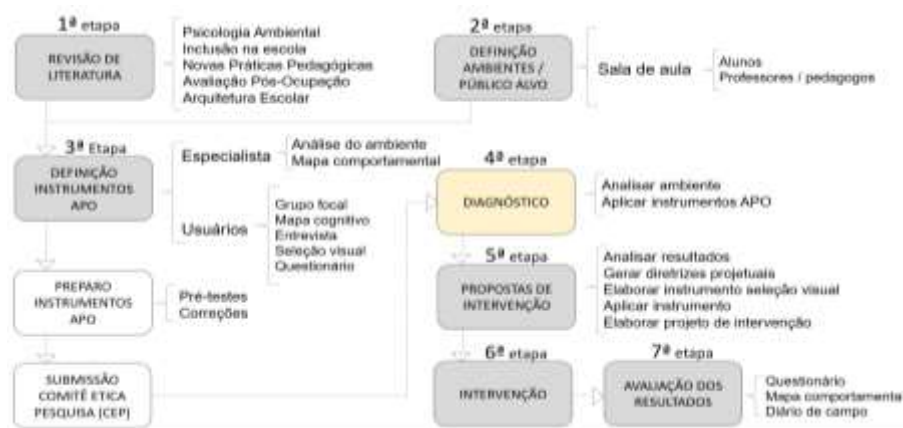 1ª etapa
REVISÃO DE
LITERATURA
Psicologia Ambiental
Inclusão na escola
Novas Práticas Pedagógicas
Avaliação Pós-Ocupação
Arquitetura Escolar
2ª etapa
DEFINIÇÃO
AMBIENTES /
PÚBLICO ALVO
Sala de aula
Alunos
Professores / pedagogos
3ª Etapa
DEFINIÇÃO
INSTRUMENTOS
APO
Especialista
Análise do ambiente
Mapa comportamental
Usuários
Grupo focal
Mapa cognitivo
Entrevista
Seleção visual
Questionário
PREPARO
INSTRUMENTOS
APO
Pré-testes
Correções
SUBMISSÃO
COMITÊ ETICA
PESQUISA (CEP)
4ª etapa
DIAGNÓSTICO
Analisar ambiente
Aplicar instrumentos APO
5ª etapa
PROPOSTAS DE
INTERVENÇÃO
Analisar resultados
Gerar diretrizes projetuais
Elaborar instrumento seleção visual
Aplicar instrumento
Elaborar projeto de intervenção
6ª etapa
INTERVENÇÃO
7ª etapa
AVALIAÇÃO DOS
RESULTADOS
Questionário
Mapa comportamenta
Diário de campo